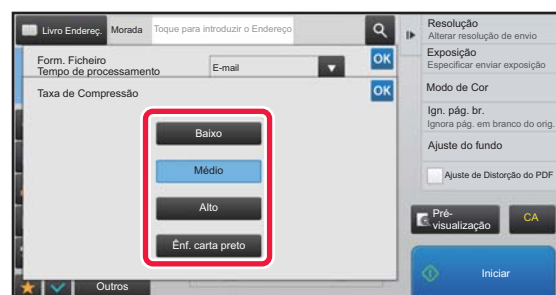 Livro Endereç.
Morada
Toque para introduzir o Endereço
Form. Ficheiro
Tempo de processamento
E-mail
OK
Taxa de Compressão
OK
Baixo
Médio
Alto
Ênf. carta preto
Outros
Resolução
Alterar resolução de envio
Exposição
Especificar enviar exposição
Modo de Cor
Ign. pág. br.
Ignora pág. em branco do orig.
Ajuste do fundo
Ajuste de Distorção do PDF
Pré-
visualização
CA
Iniciar